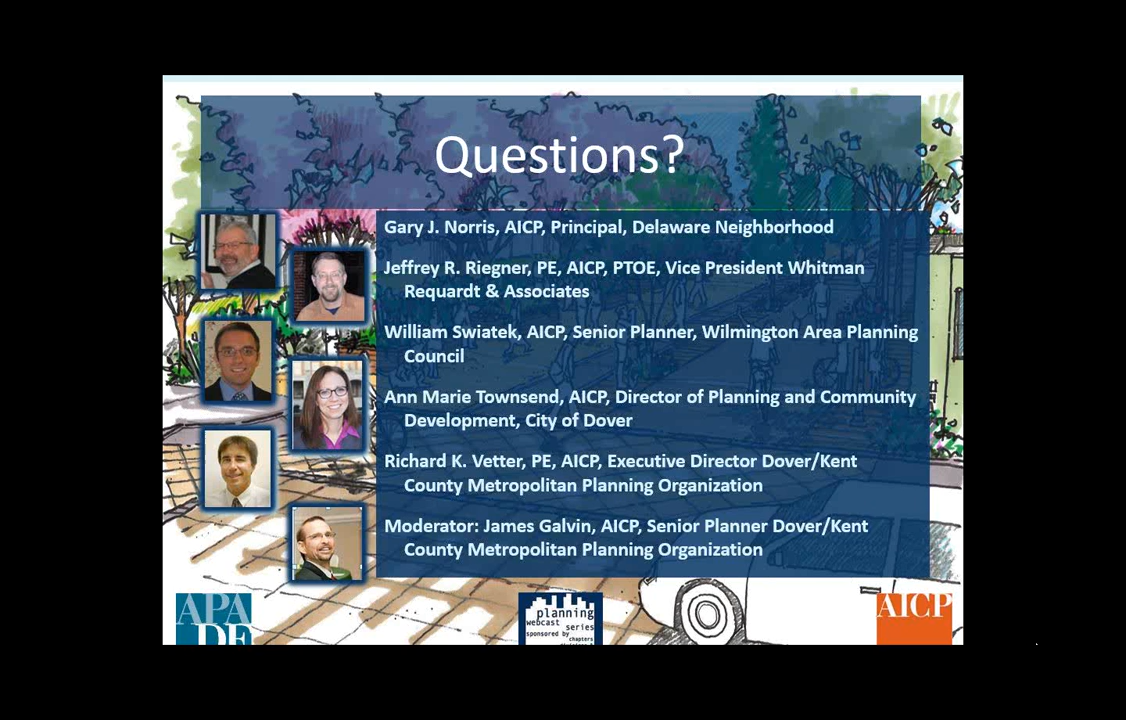 Questions?
Gary J. Norris, AICP, Principal, Delaware Neighborhood
Jeffrey R. Riegner, PE, AICP, PTOE, Vice President Whitman
Requardt & Associates
William Swiatek, AICP, Senior Planner, Wilmington Area Planning
Council
Ann Marie Townsend, AICP, Director of Planning and Community
Development, City of Dover
Richard K. Vetter, PE, AICP, Executive Director Dover/Kent
County Metropolitan Planning Organization
Moderator: James Galvin, AICP, Senior Planner Dover/Kent
County Metropolitan Planning Organization
APA
DE
planning
webcast series
sponsored by
chapters
AICP